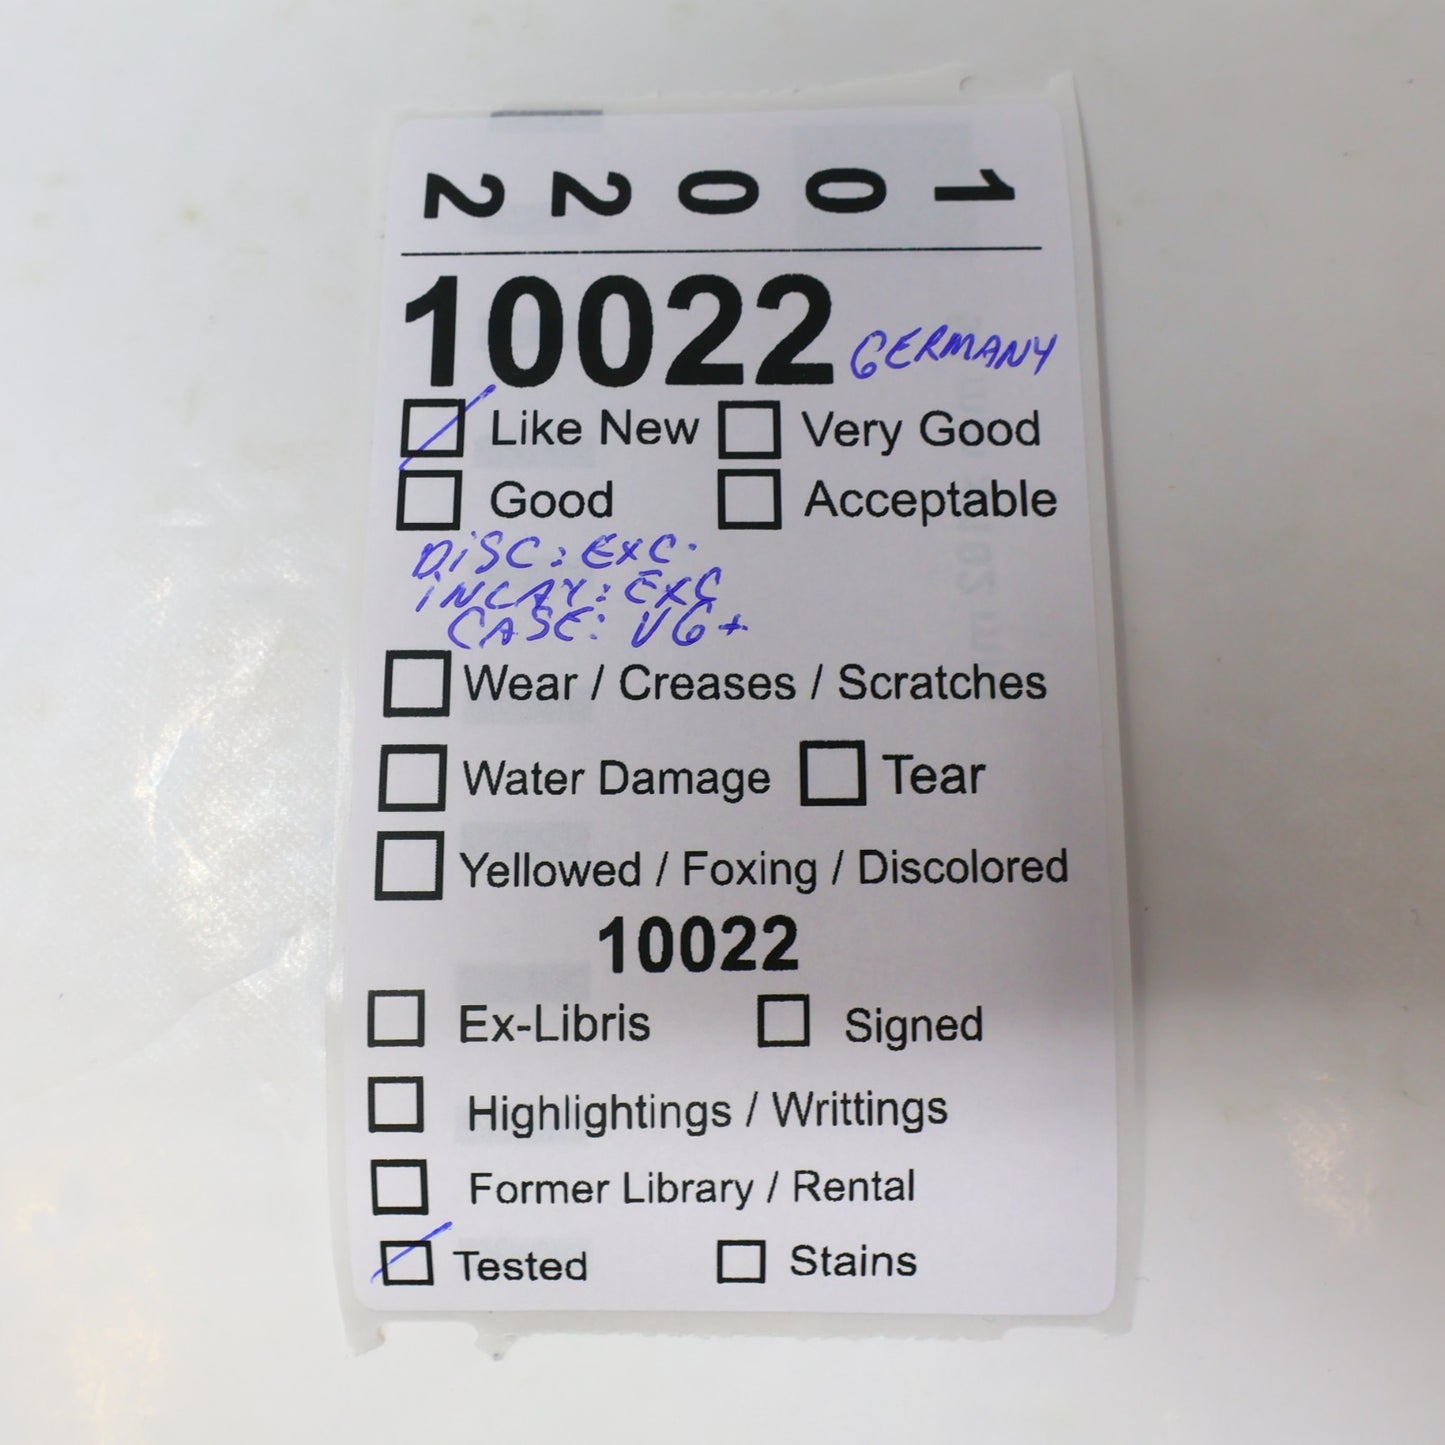 10022
10022 GERMANY
Like New Very Good
Good Acceptable
DiSC: EXC.
iNLAY: EXC
CASE: VG+
Wear / Creases / Scratches
Water Damage Tear
Yellowed / Foxing / Discolored
10022
Ex-Libris Signed
Highlightings / Writtings
Former Library / Rental
Tested Stains